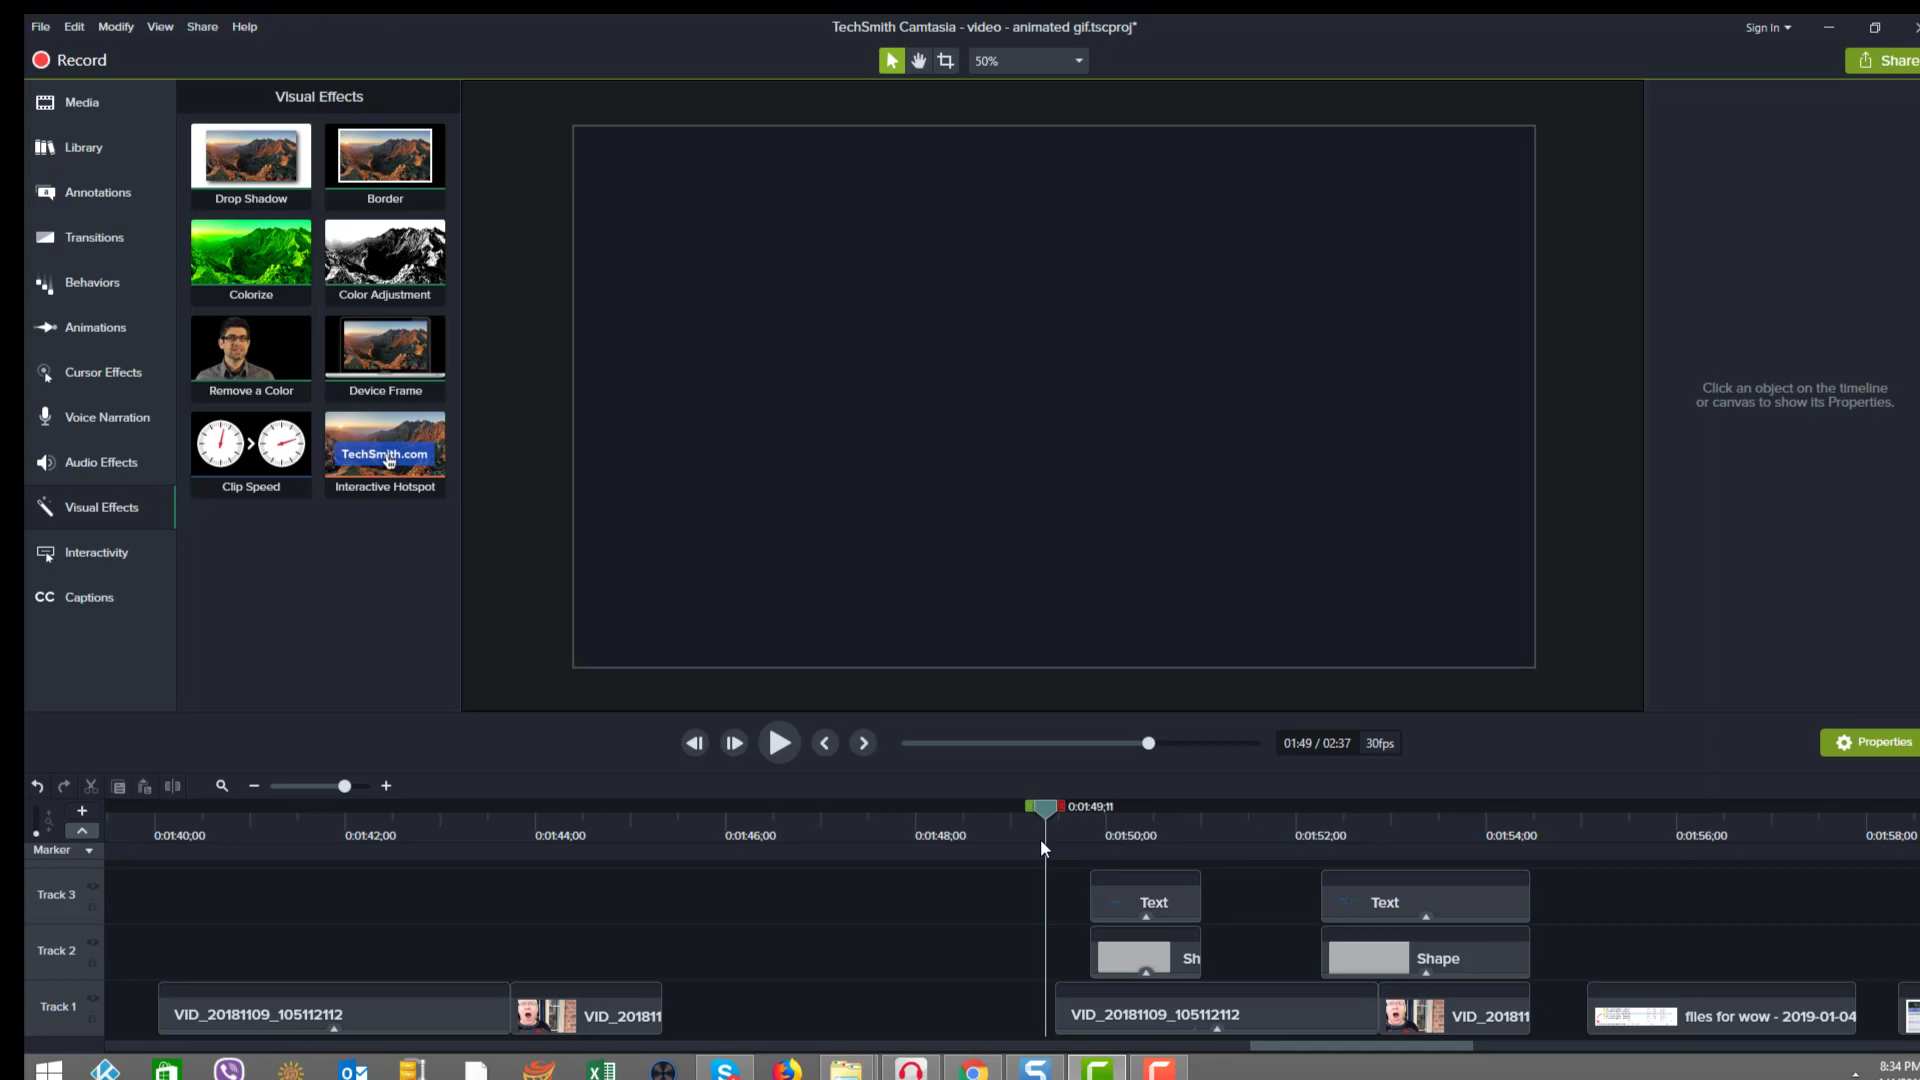 File Edit Modify View Share Help
TechSmith Camtasia - video - animated gif.tscproj*
Sign In
Record
50%
Share
Media
Library
Annotations
Transitions
Behaviors
Animations
Cursor Effects
Voice Narration
Audio Effects
Visual Effects
Interactivity
CC Captions
Visual Effects
Drop Shadow
Border
Colorize
Color Adjustment
Remove a Color
Device Frame
TechSmith.com
Clip Speed
Interactive Hotspot
Click an object on the timeline
or canvas to show its Properties.
01:49 / 02:37 30fps
Properties
0:01:49;11
0:01:40;00 0:01:42;00 0:01:44;00 0:01:46;00 0:01:48;00 0:01:50;00 0:01:52;00 0:01:54;00 0:01:56;00 0:01:58;00
Marker
Track 3
Text
Text
Track 2
Sh
Shape
Track 1
VID_20181109_105112112
VID_201811
VID_20181109_105112112
VID_201811
files for wow - 2019-01-04
8:34 PM